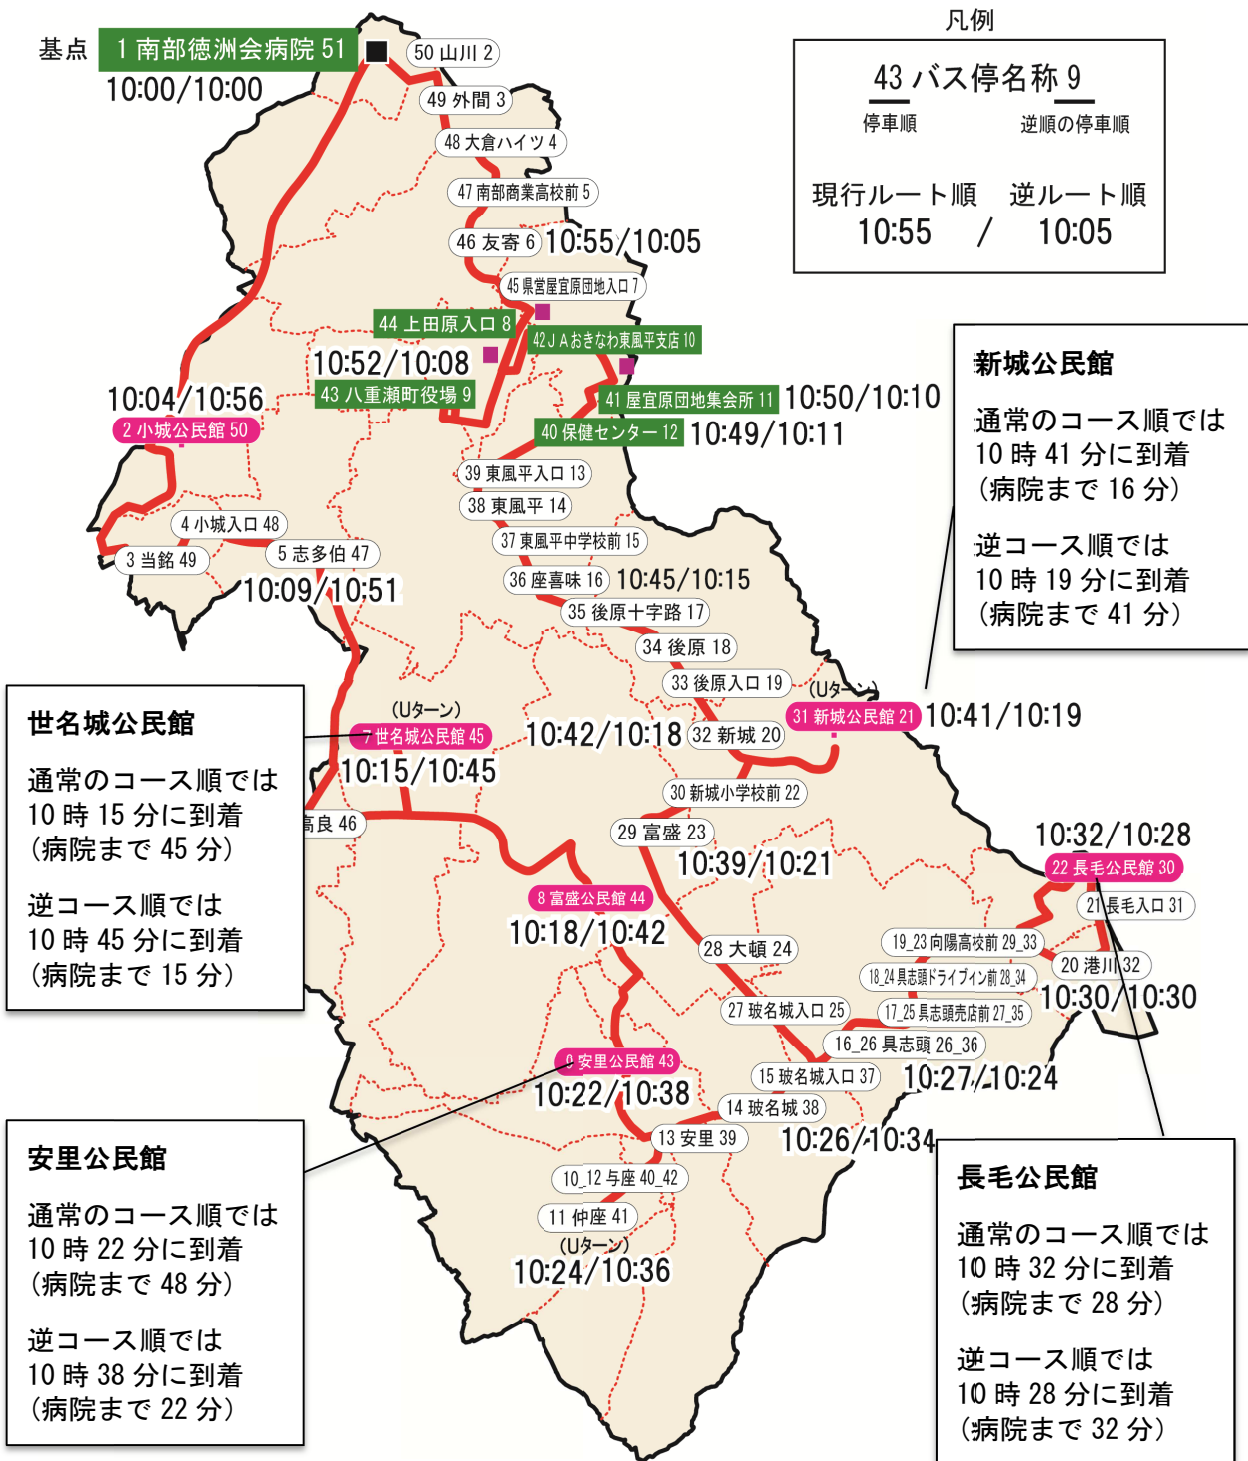 凡例
43 バス停名称 9
停車順 逆順の停車順
現行ルート順 逆ルート順
10:55 / 10:05
基点 1 南部徳洲会病院 51
10:00/10:00
50 山川 2
49 外間 3
48 大倉ハイツ 4
47 南部商業高校前 5
46 友寄 6 10:55/10:05
45 県営屋宜原団地入口 7
44 上田原入口 8
42 JAおきなわ東風平支店 10
10:52/10:08
43 八重瀬町役場 9
41 屋宜原団地集会所 11 10:50/10:10
40 保健センター 12 10:49/10:11
10:04/10:56
2 小城公民館 50
39 東風平入口 13
38 東風平 14
4 小城入口 48
37 東風平中学校前 15
3 当銘 49
5 志多伯 47
10:09/10:51
36 座喜味 16 10:45/10:15
35 後原十字路 17
34 後原 18
33 後原入口 19
(Uターン)
31 新城公民館 21 10:41/10:19
10:42/10:18 32 新城 20
(Uターン)
7 世名城公民館 45
10:15/10:45
30 新城小学校前 22
高良 46
29 富盛 23
10:39/10:21
10:32/10:28
22 長毛公民館 30
21 長毛入口 31
8 富盛公民館 44
10:18/10:42
19_23 向陽高校前 29_33
28 大頓 24
20 港川 32
10:30/10:30
18_24 具志頭ドライブイン前 28_34
27 玻名城入口 25
17_25 具志頭売店前 27_35
16_26 具志頭 26_36
10:27/10:24
9 安里公民館 43
10:22/10:38
15 玻名城入口 37
14 玻名城 38
10:26/10:34
13 安里 39
10_12 与座 40_42
11 仲座 41
(Uターン)
10:24/10:36
新城公民館
通常のコース順では
10 時 41 分に到着
(病院まで 16 分)
逆コース順では
10 時 19 分に到着
(病院まで 41 分)
世名城公民館
通常のコース順では
10 時 15 分に到着
(病院まで 45 分)
逆コース順では
10 時 45 分に到着
(病院まで 15 分)
安里公民館
通常のコース順では
10 時 22 分に到着
(病院まで 48 分)
逆コース順では
10 時 38 分に到着
(病院まで 22 分)
長毛公民館
通常のコース順では
10 時 32 分に到着
(病院まで 28 分)
逆コース順では
10 時 28 分に到着
(病院まで 32 分)